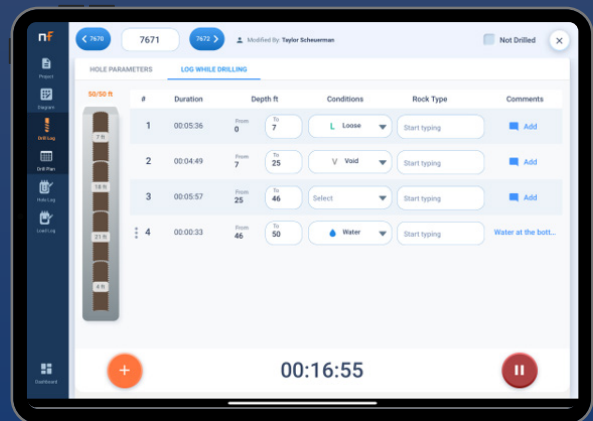 nf
< 7670
7671
7672 >
Modified By: Taylor Scheuerman
Not Drilled
×
Project
Diagram
Drill Log
Drill Plan
Hole Log
Load Log
Dashboard
HOLE PARAMETERS
LOG WHILE DRILLING
50/50 ft
7 ft
18 ft
21 ft
4 ft
# Duration Depth ft Conditions Rock Type Comments
1 00:05:36 From 0 To 7 L Loose Start typing Add
2 00:04:49 From 7 To 25 V Void Start typing Add
3 00:05:57 From 25 To 46 Select Start typing Add
4 00:00:33 From 46 To 50 Water Start typing Water at the bott...
+
00:16:55